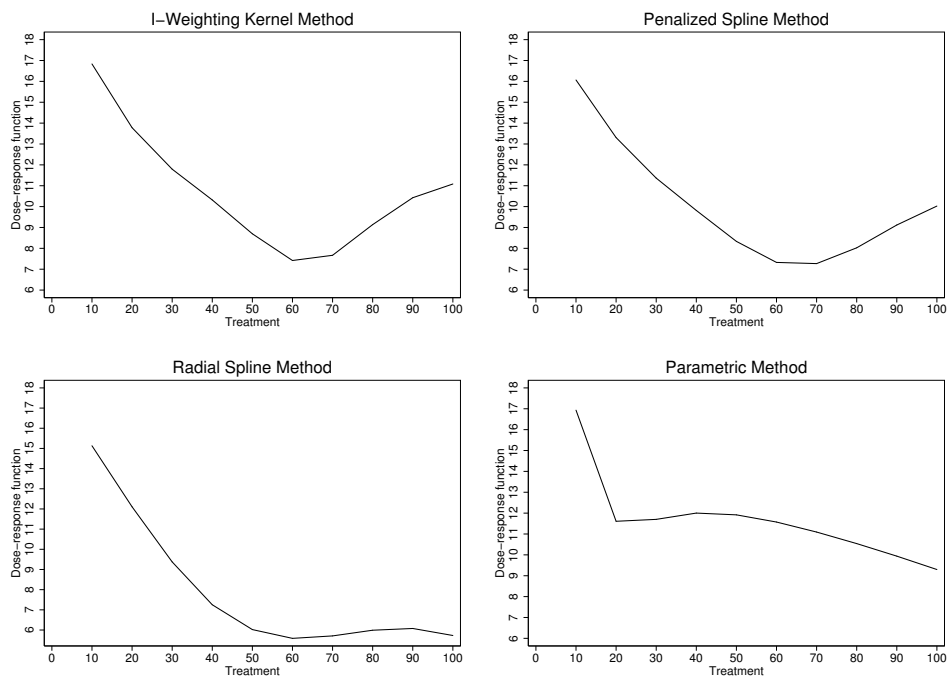 I−Weighting Kernel Method
Dose−response function
6 7 8 9 10 11 12 13 14 15 16 17 18
0 10 20 30 40 50 60 70 80 90 100
Treatment
Penalized Spline Method
Dose−response function
6 7 8 9 10 11 12 13 14 15 16 17 18
0 10 20 30 40 50 60 70 80 90 100
Treatment
Radial Spline Method
Dose−response function
6 7 8 9 10 11 12 13 14 15 16 17 18
0 10 20 30 40 50 60 70 80 90 100
Treatment
Parametric Method
Dose−response function
6 7 8 9 10 11 12 13 14 15 16 17 18
0 10 20 30 40 50 60 70 80 90 100
Treatment